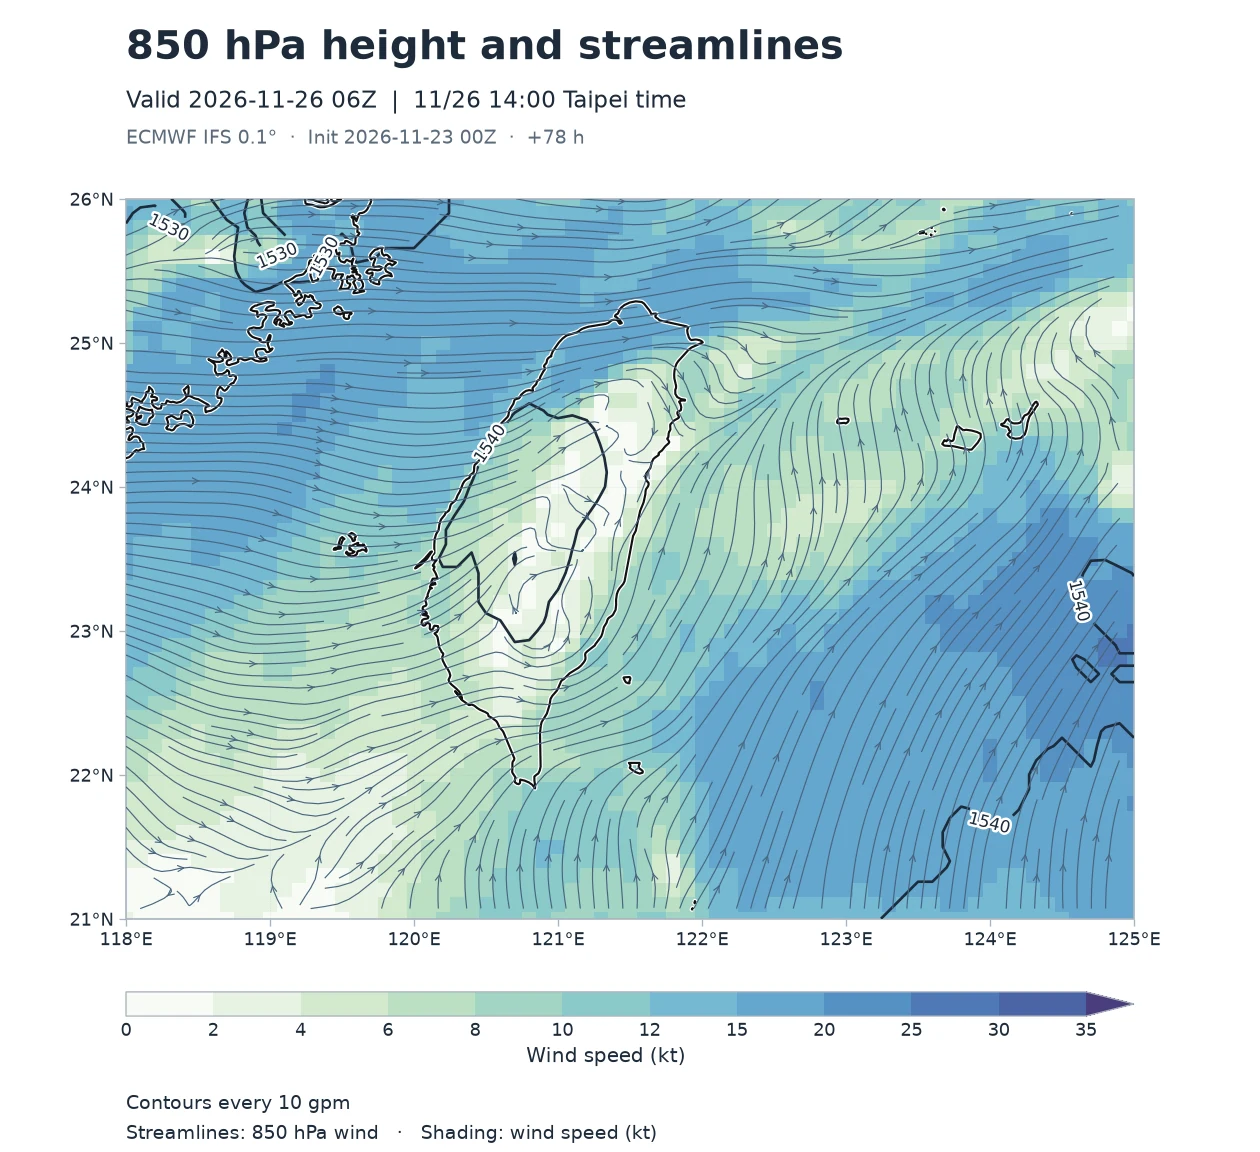 850 hPa height and streamlines
Valid 2026-11-26 06Z | 11/26 14:00 Taipei time
ECMWF IFS 0.1° · Init 2026-11-23 00Z · +78 h
26°N
25°N
24°N
23°N
22°N
21°N
1530
1530
1530
1540
1540
1540
118°E 119°E 120°E 121°E 122°E 123°E 124°E 125°E
0 2 4 6 8 10 12 15 20 25 30 35
Wind speed (kt)
Contours every 10 gpm
Streamlines: 850 hPa wind · Shading: wind speed (kt)